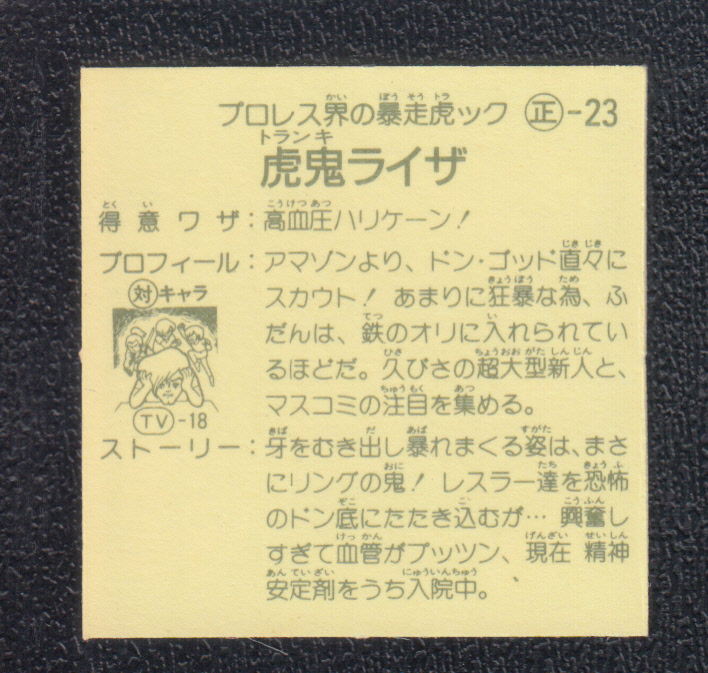 プロレス界の暴走虎ック 正-23
虎鬼ライザ
得意ワザ：高血圧ハリケーン！
プロフィール：アマゾンより、ドン・ゴッド直々に
スカウト！ あまりに狂暴な為、ふ
だんは、鉄のオリに入れられてい
るほどだ。久びさの超大型新人と、
マスコミの注目を集める。
対キャラ
TV-18
ストーリー：牙をむき出し暴れまくる姿は、まさ
にリングの鬼！ レスラー達を恐怖
のドン底にたたき込むが… 興奮し
すぎて血管がプッツン、現在 精神
安定剤をうち入院中。